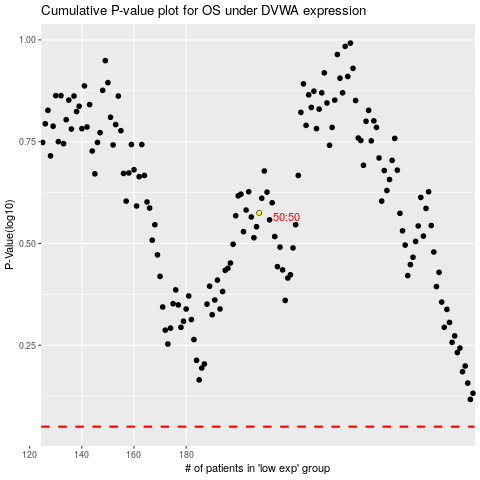 Cumulative P-value plot for OS under DVWA expression
P-Value(log10)
1.00
0.75
0.50
0.25
50:50
120 140 160 180
# of patients in 'low exp' group